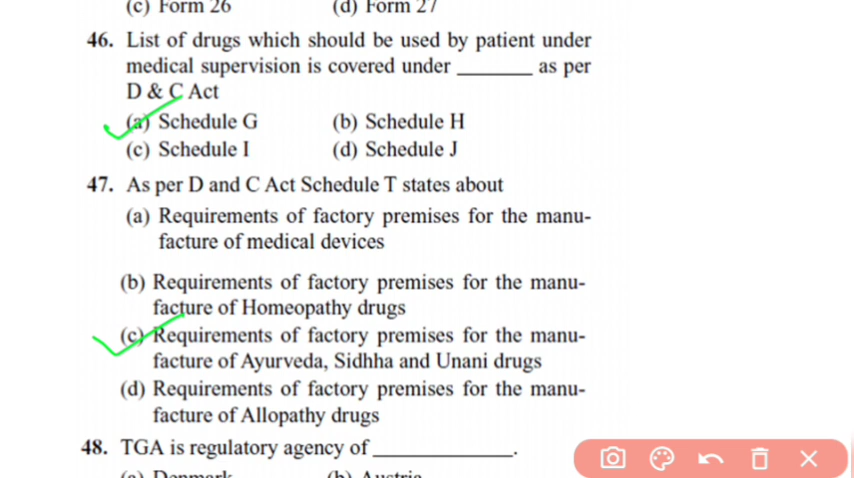 (c) Form 26 (d) Form 27
46. List of drugs which should be used by patient under
medical supervision is covered under ________ as per
D & C Act
(a) Schedule G (b) Schedule H
(c) Schedule I (d) Schedule J
47. As per D and C Act Schedule T states about
(a) Requirements of factory premises for the manu-
facture of medical devices
(b) Requirements of factory premises for the manu-
facture of Homeopathy drugs
(c) Requirements of factory premises for the manu-
facture of Ayurveda, Sidhha and Unani drugs
(d) Requirements of factory premises for the manu-
facture of Allopathy drugs
48. TGA is regulatory agency of ______________.
(a) Denmark (b) Austria